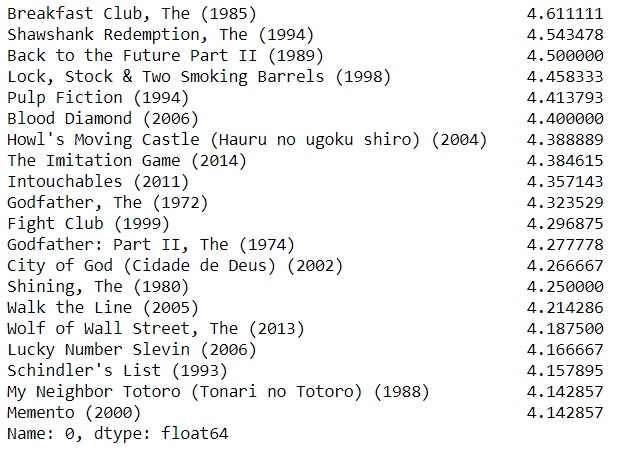 Breakfast Club, The (1985) 4.611111
Shawshank Redemption, The (1994) 4.543478
Back to the Future Part II (1989) 4.500000
Lock, Stock & Two Smoking Barrels (1998) 4.458333
Pulp Fiction (1994) 4.413793
Blood Diamond (2006) 4.400000
Howl's Moving Castle (Hauru no ugoku shiro) (2004) 4.388889
The Imitation Game (2014) 4.384615
Intouchables (2011) 4.357143
Godfather, The (1972) 4.323529
Fight Club (1999) 4.296875
Godfather: Part II, The (1974) 4.277778
City of God (Cidade de Deus) (2002) 4.266667
Shining, The (1980) 4.250000
Walk the Line (2005) 4.214286
Wolf of Wall Street, The (2013) 4.187500
Lucky Number Slevin (2006) 4.166667
Schindler's List (1993) 4.157895
My Neighbor Totoro (Tonari no Totoro) (1988) 4.142857
Memento (2000) 4.142857
Name: 0, dtype: float64